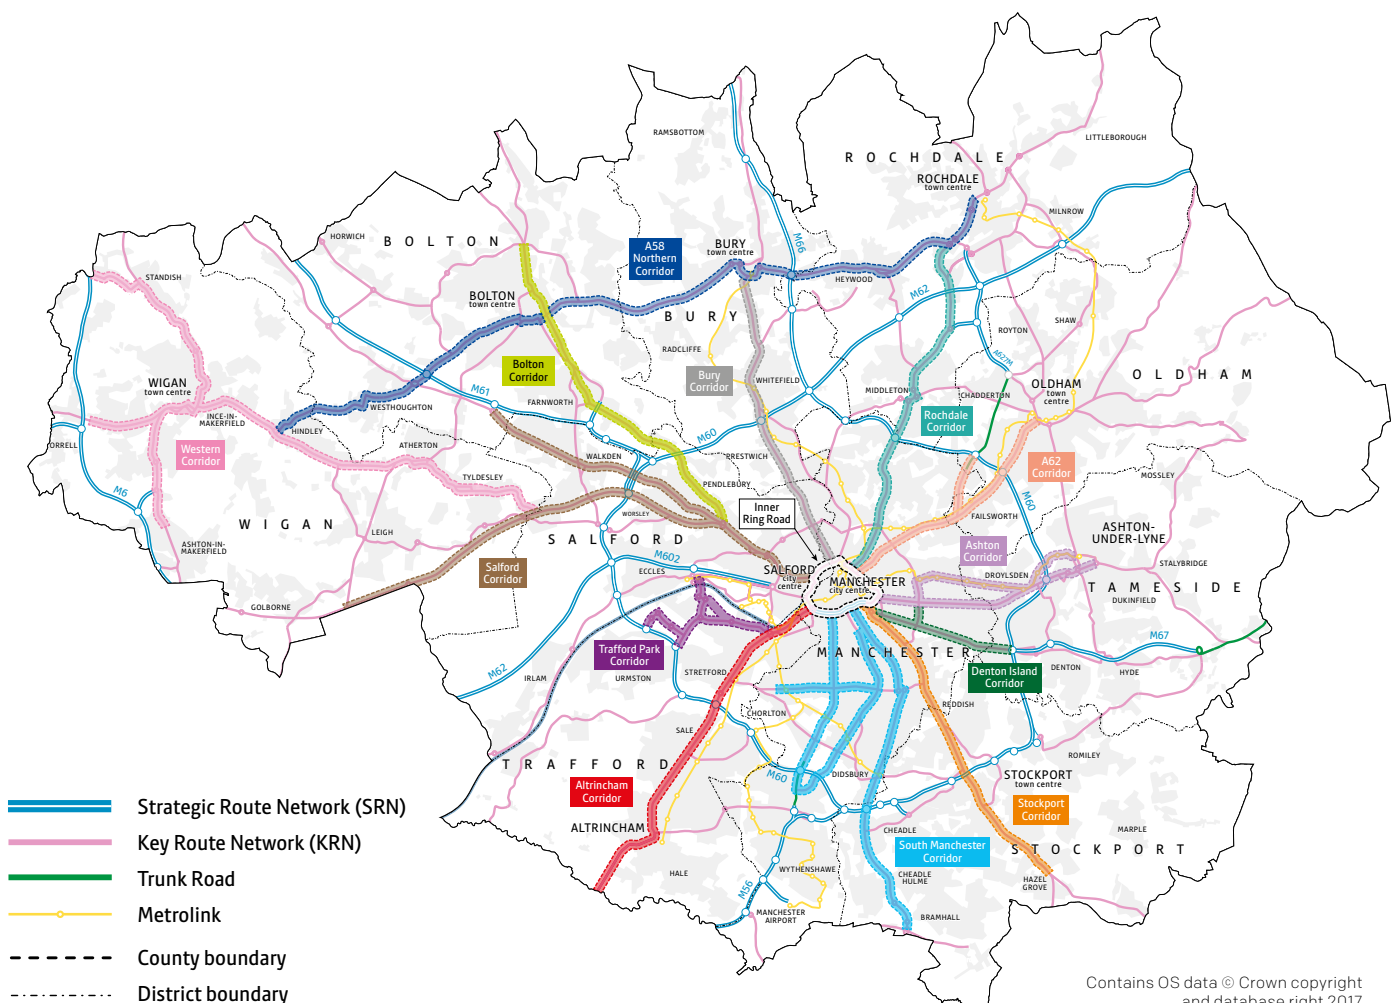 RAMSBOTTOM
LITTLEBOROUGH
ROCHDALE
ROCHDALE
town centre
MILNROW
HORWICH
BOLTON
A58
Northern
Corridor
BURY
town centre
M66
STANDISH
HEYWOOD
M62
BOLTON
town centre
BURY
SHAW
ROYTON
RADCLIFFE
A627M
Bolton
Corridor
Bury
Corridor
WHITEFIELD
WIGAN
town centre
M61
MIDDLETON
CHADDERTON
OLDHAM
town
centre
OLDHAM
FARNWORTH
WESTHOUGHTON
INCE-IN-
MAKERFIELD
HINDLEY
Rochdale
Corridor
ORRELL
Western
Corridor
ATHERTON
M60
WALKDEN
PRESTWICH
A62
Corridor
MOSSLEY
TYLDESLEY
PENDLEBURY
M6
M60
Inner
Ring Road
WORSLEY
FAILSWORTH
WIGAN
LEIGH
ASHTON-
UNDER-LYNE
SALFORD
ASHTON-IN-
MAKERFIELD
Ashton
Corridor
M602
ECCLES
SALFORD
city
centre
Salford
Corridor
MANCHESTER
city centre
DROYLSDEN
STALYBRIDGE
TAMESIDE
DUKINFIELD
GOLBORNE
M67
Trafford Park
Corridor
MANCHESTER
M62
IRLAM
URMSTON
STRETFORD
Denton Island
Corridor
DENTON
HYDE
REDDISH
CHORLTON
SALE
ROMILEY
TRAFFORD
M60
DIDSBURY
STOCKPORT
town centre
Altrincham
Corridor
Stockport
Corridor
ALTRINCHAM
CHEADLE
MARPLE
South Manchester
Corridor
STOCKPORT
HALE
WYTHENSHAWE
CHEADLE
HULME
HAZEL
GROVE
M56
MANCHESTER
AIRPORT
BRAMHALL
Strategic Route Network (SRN)
Key Route Network (KRN)
Trunk Road
Metrolink
County boundary
District boundary
Contains OS data © Crown copyright
and database right 2017